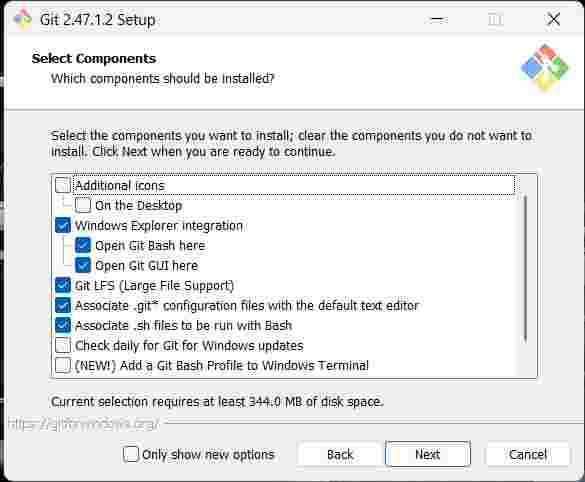 Git 2.47.1.2 Setup
Select Components
Which components should be installed?
Select the components you want to install; clear the components you do not want to
install. Click Next when you are ready to continue.
Additional icons
On the Desktop
Windows Explorer integration
Open Git Bash here
Open Git GUI here
Git LFS (Large File Support)
Associate .git* configuration files with the default text editor
Associate .sh files to be run with Bash
Check daily for Git for Windows updates
(NEW!) Add a Git Bash Profile to Windows Terminal
Current selection requires at least 344.0 MB of disk space.
https://gitforwindows.org/
Only show new options
Back
Next
Cancel